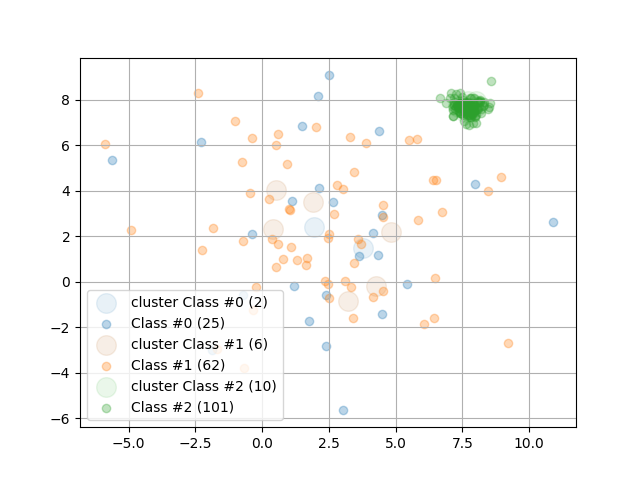 8
6
4
2
0
−2
−4
−6
cluster Class #0 (2)
Class #0 (25)
cluster Class #1 (6)
Class #1 (62)
cluster Class #2 (10)
Class #2 (101)
−5.0 −2.5 0.0 2.5 5.0 7.5 10.0